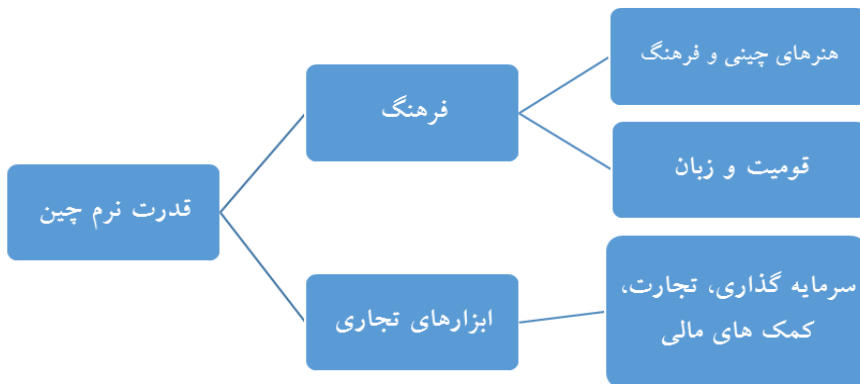 قدرت نرم چین
فرهنگ
هنرهای چینی و فرهنگ
قومیت و زبان
ابزارهای تجاری
سرمایه گذاری، تجارت،
کمک های مالی